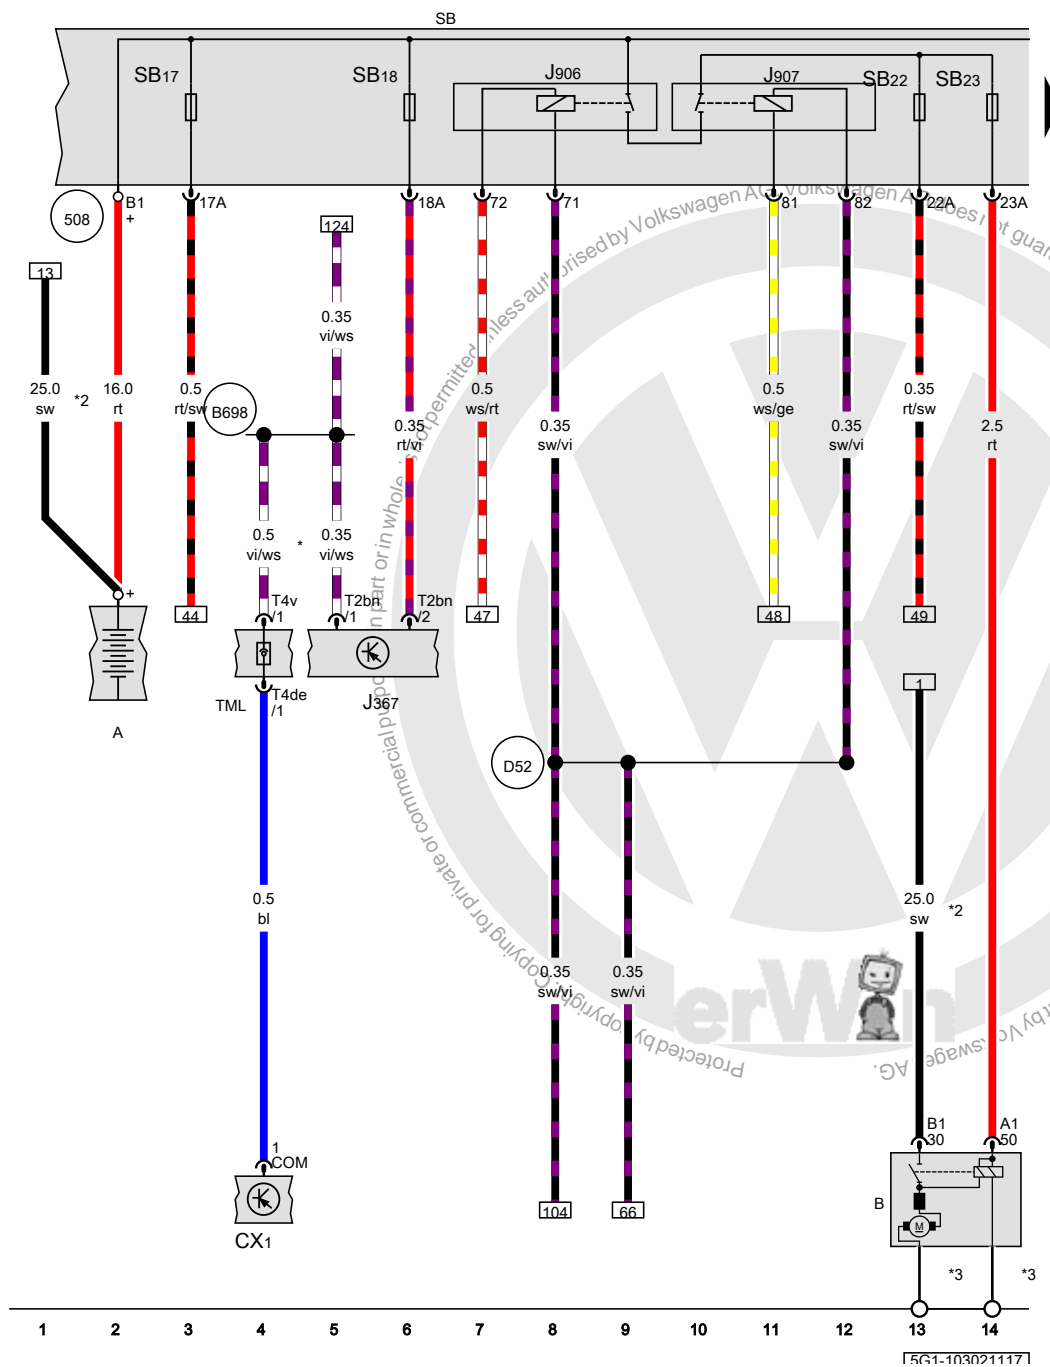 SB
SB17
SB18
J906
J907
SB22
SB23
508
B1
+
17A
18A
72
71
81
82
22A
23A
124
13
0.35
vi/ws
25.0
sw
*2
16.0
rt
0.5
rt/sw
B698
0.35
rt/vi
0.5
ws/rt
0.35
sw/vi
0.5
ws/ge
0.35
sw/vi
0.35
rt/sw
2.5
rt
0.5
vi/ws
*
0.35
vi/ws
+
T4v
/1
T2bn
/1
T2bn
/2
44
47
48
49
A
TML
T4de
/1
J367
1
D52
0.5
bl
25.0
sw
*2
0.35
sw/vi
0.35
sw/vi
1
COM
CX1
104
66
B1
30
A1
50
B
M
*3
*3
1 2 3 4 5 6 7 8 9 10 11 12 13 14
5G1-103021117
erWin
Protected by copyright. Copying for private or commercial purposes, in part or in whole, is not permitted unless authorised by Volkswagen AG. Volkswagen AG does not guar
by Volkswagen AG.